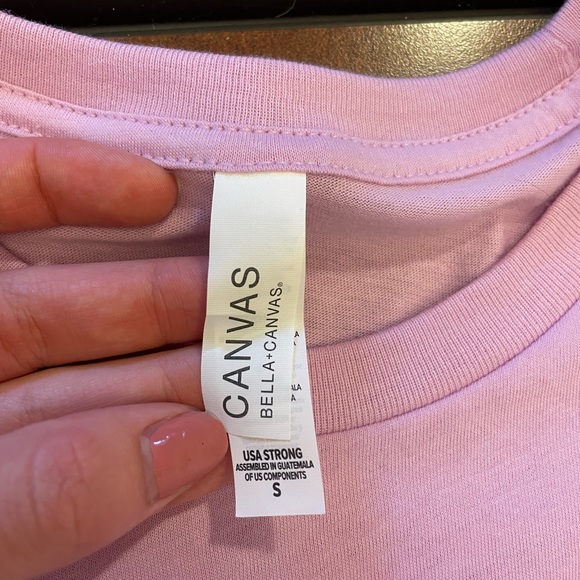 CANVAS
BELLA+CANVAS®
USA STRONG
ASSEMBLED IN GUATEMALA
OF US COMPONENTS
S